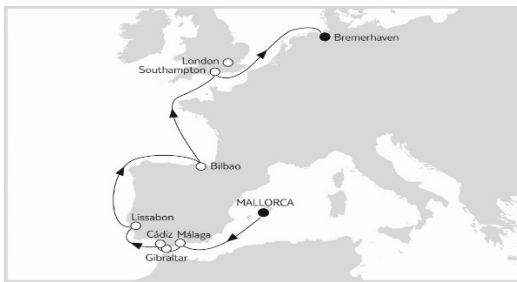 Bremerhaven
London
Southampton
Bilbao
MALLORCA
Lissabon
Cádiz Málaga
Gibraltar